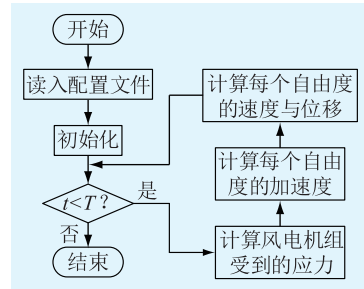 开始
读入配置文件
初始化
t<T?
是
否
结束
计算每个自由度
的速度与位移
计算每个自由
度的加速度
计算风电机组
受到的应力